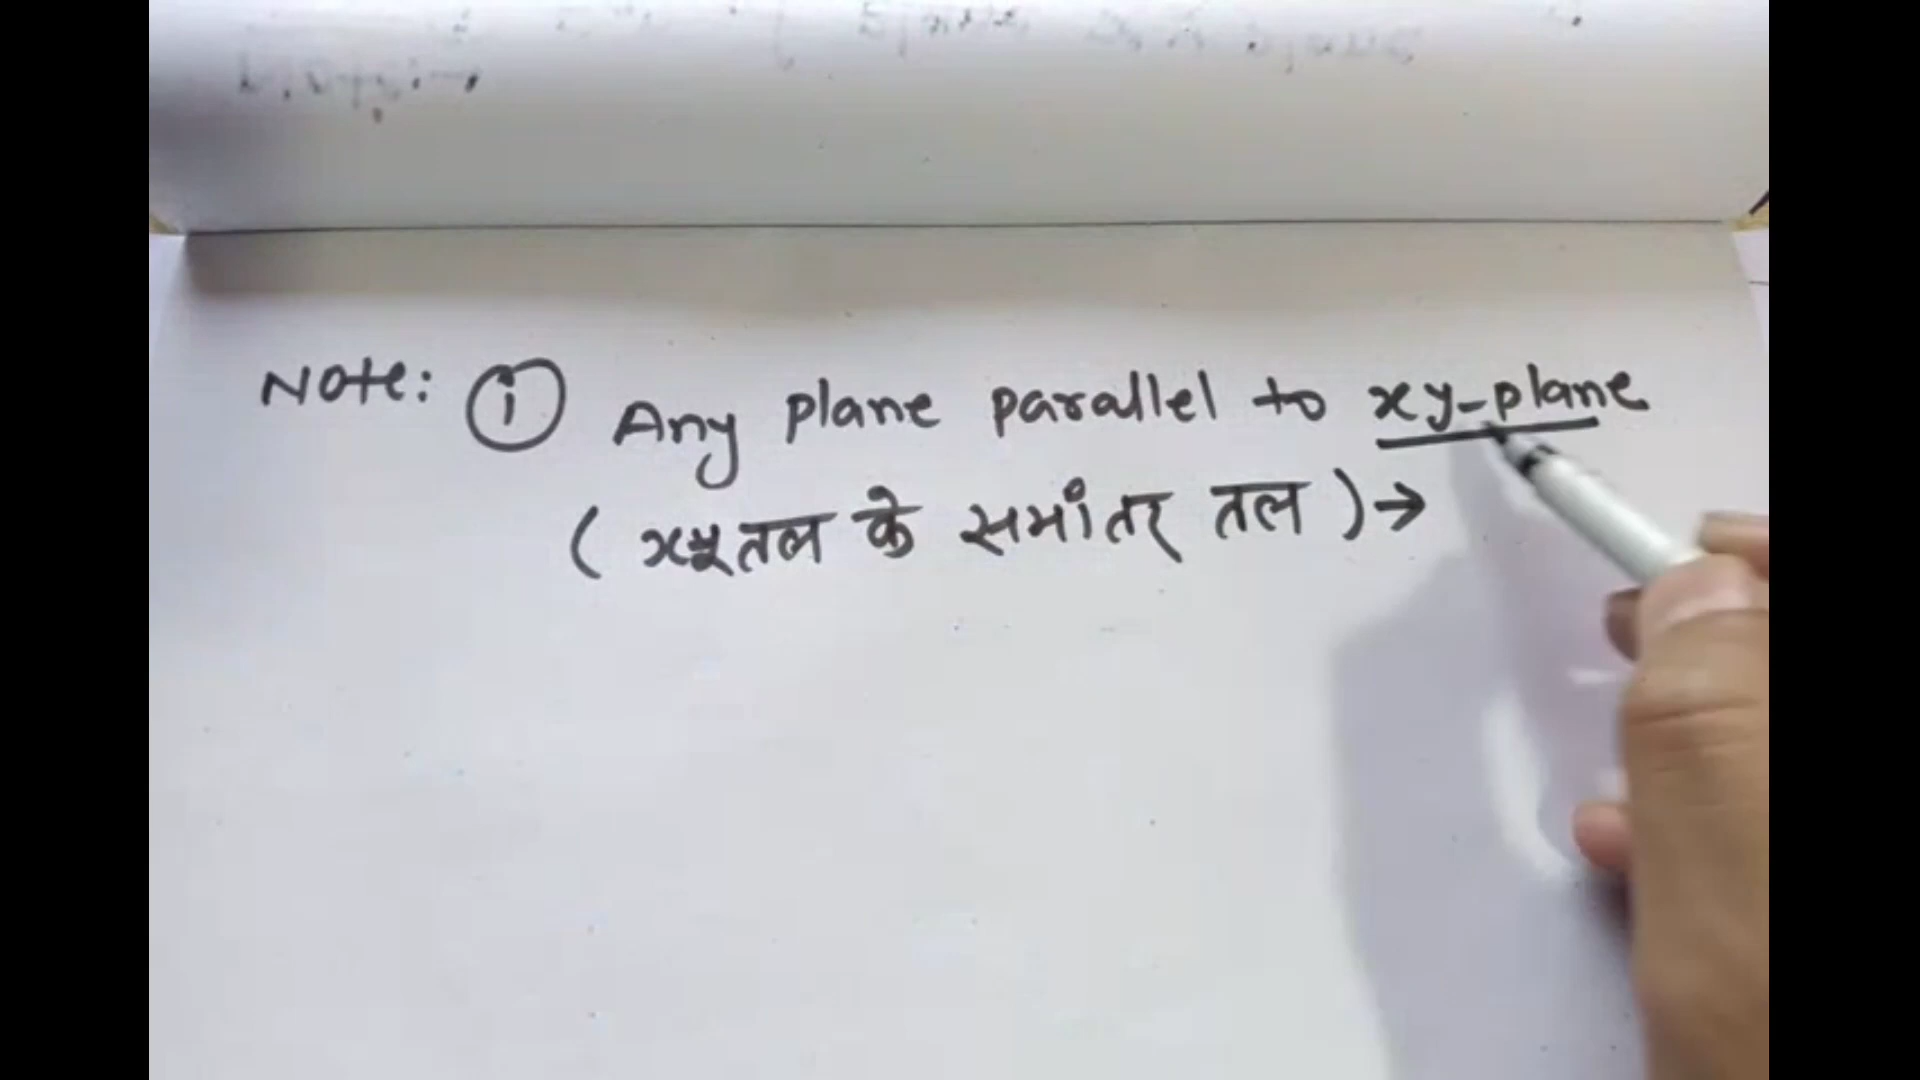 Note: (i) Any plane parallel to xy-plane
( xy तल के समांतर तल ) →